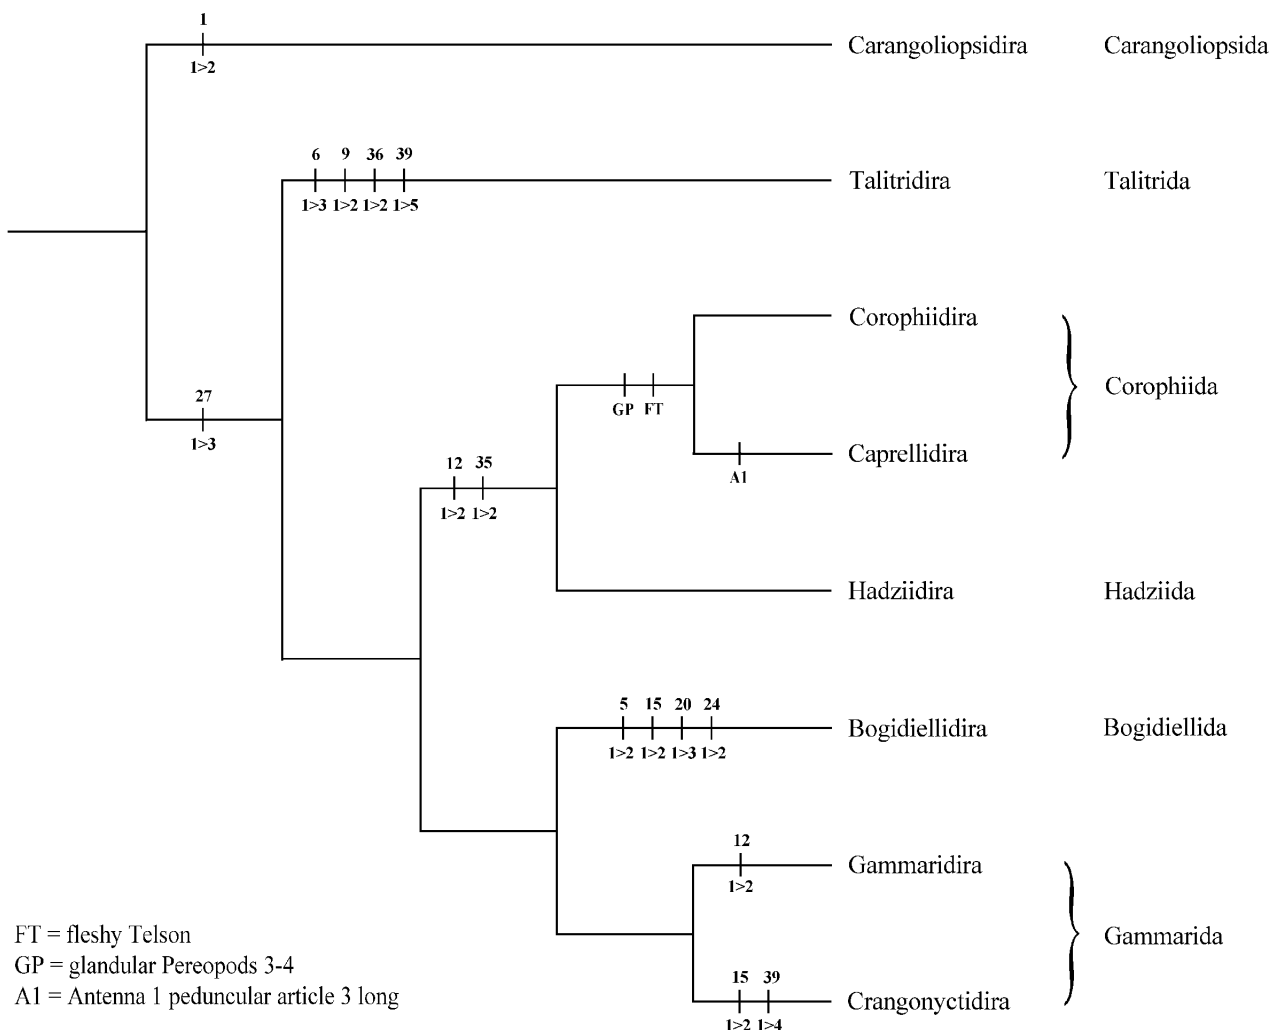 1
1>2
Carangoliopsidira Carangoliopsida
6 9 36 39
1>3 1>2 1>2 1>5
Talitridira Talitrida
Corophiidira
27
1>3
GP FT
Corophiida
Caprellidira
A1
12 35
1>2 1>2
Hadziidira Hadziida
5 15 20 24
1>2 1>2 1>3 1>2
Bogidiellidira Bogidiellida
12
1>2
Gammaridira
Gammarida
15 39
1>2 1>4
Crangonyctidira
FT = fleshy Telson
GP = glandular Pereopods 3-4
A1 = Antenna 1 peduncular article 3 long